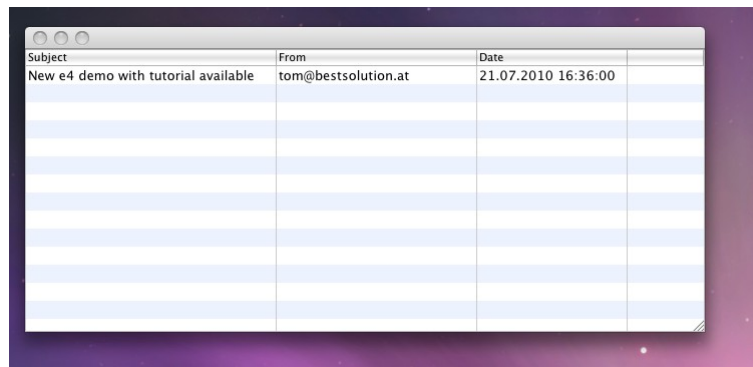 Subject From Date
New e4 demo with tutorial available tom@bestsolution.at 21.07.2010 16:36:00